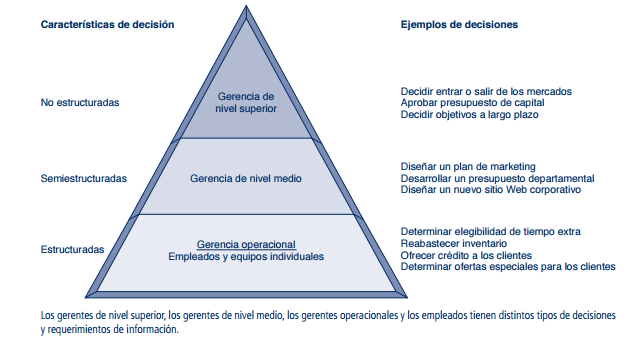 Características de decisión
Ejemplos de decisiones
No estructuradas
Gerencia de
nivel superior
Decidir entrar o salir de los mercados
Aprobar presupuesto de capital
Decidir objetivos a largo plazo
Semiestructuradas
Gerencia de nivel medio
Diseñar un plan de marketing
Desarrollar un presupuesto departamental
Diseñar un nuevo sitio Web corporativo
Estructuradas
Gerencia operacional
Empleados y equipos individuales
Determinar elegibilidad de tiempo extra
Reabastecer inventario
Ofrecer crédito a los clientes
Determinar ofertas especiales para los clientes
Los gerentes de nivel superior, los gerentes de nivel medio, los gerentes operacionales y los empleados tienen distintos tipos de decisiones
y requerimientos de información.